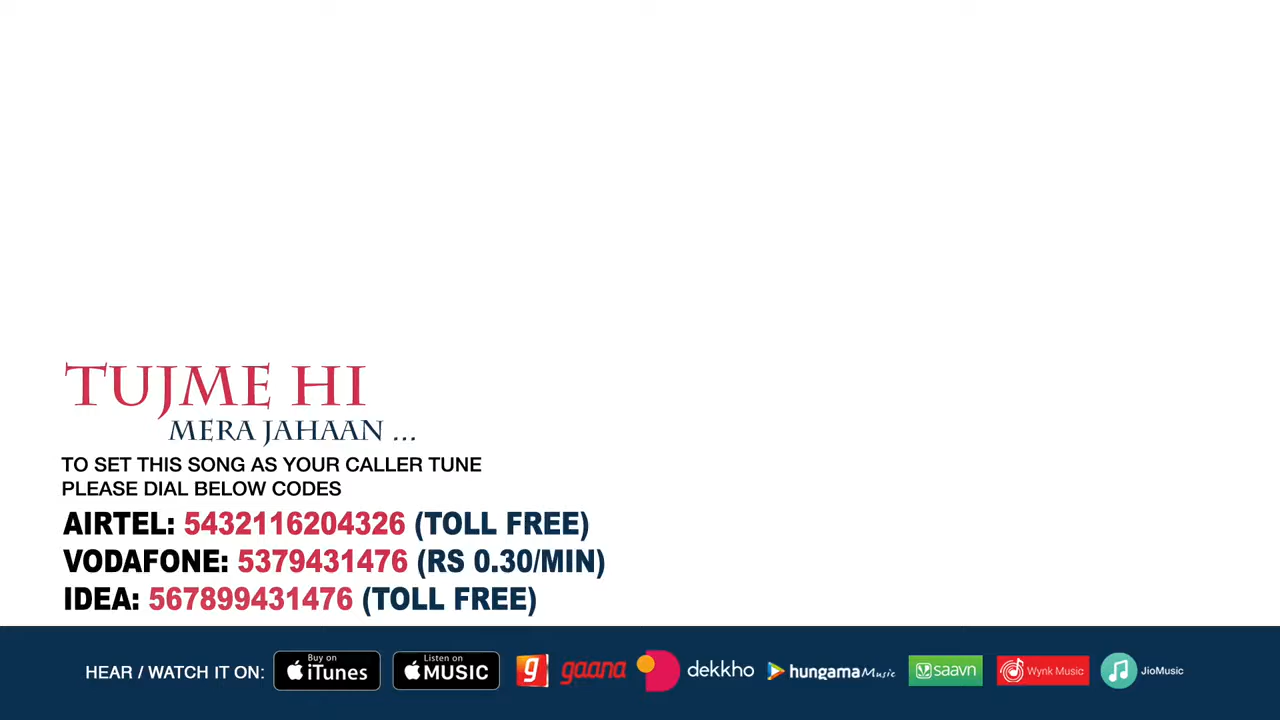 TUJME HI
MERA JAHAAN ...
TO SET THIS SONG AS YOUR CALLER TUNE
PLEASE DIAL BELOW CODES
AIRTEL: 5432116204326 (TOLL FREE)
VODAFONE: 5379431476 (RS 0.30/MIN)
IDEA: 567899431476 (TOLL FREE)
HEAR / WATCH IT ON: Buy on iTunes Listen on MUSIC g gaana dekkho hungama Music saavn Wynk Music JioMusic